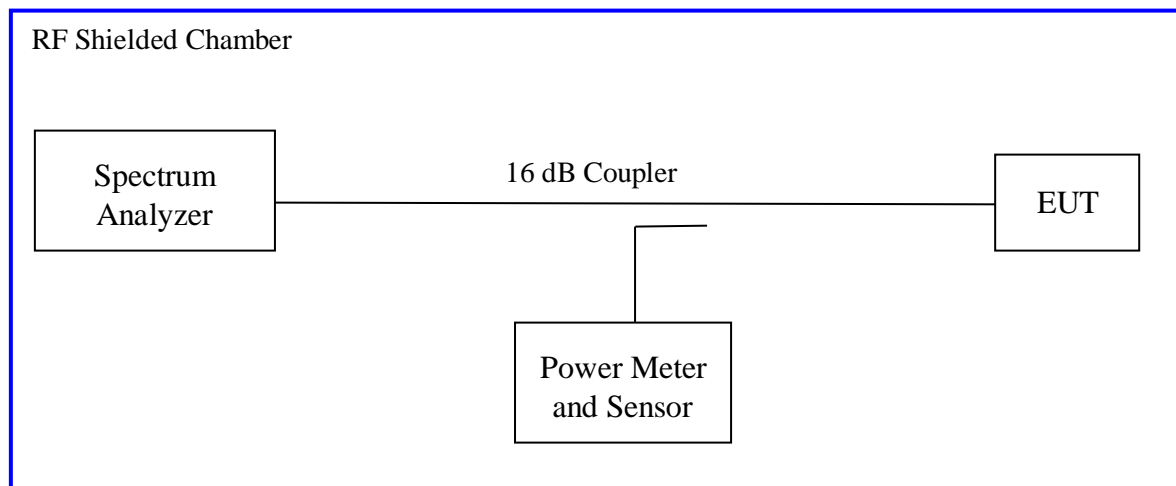 RF Shielded Chamber
16 dB Coupler
Spectrum
Analyzer
EUT
Power Meter
and Sensor